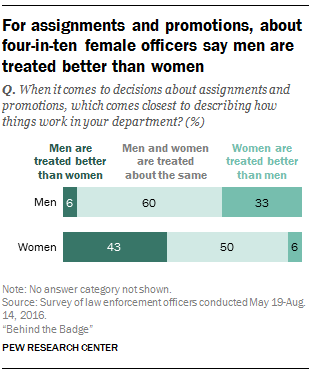 For assignments and promotions, about
four-in-ten female officers say men are
treated better than women
Q. When it comes to decisions about assignments and
promotions, which comes closest to describing how
things work in your department? (%)
Men are treated better than women
Men and women are treated about the same
Women are treated better than men
Men 6 60 33
Women 43 50 6
Note: No answer category not shown.
Source: Survey of law enforcement officers conducted May 19-Aug.
14, 2016.
“Behind the Badge”
PEW RESEARCH CENTER